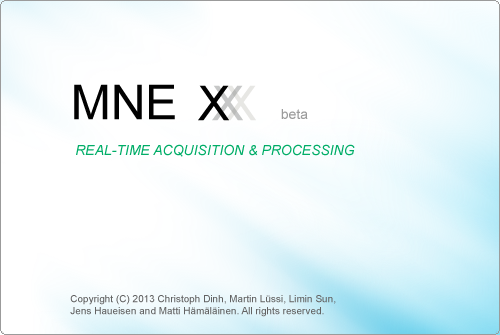 MNE X beta
REAL-TIME ACQUISITION & PROCESSING
Copyright (C) 2013 Christoph Dinh, Martin Lüssi, Limin Sun,
Jens Haueisen and Matti Hämäläinen. All rights reserved.